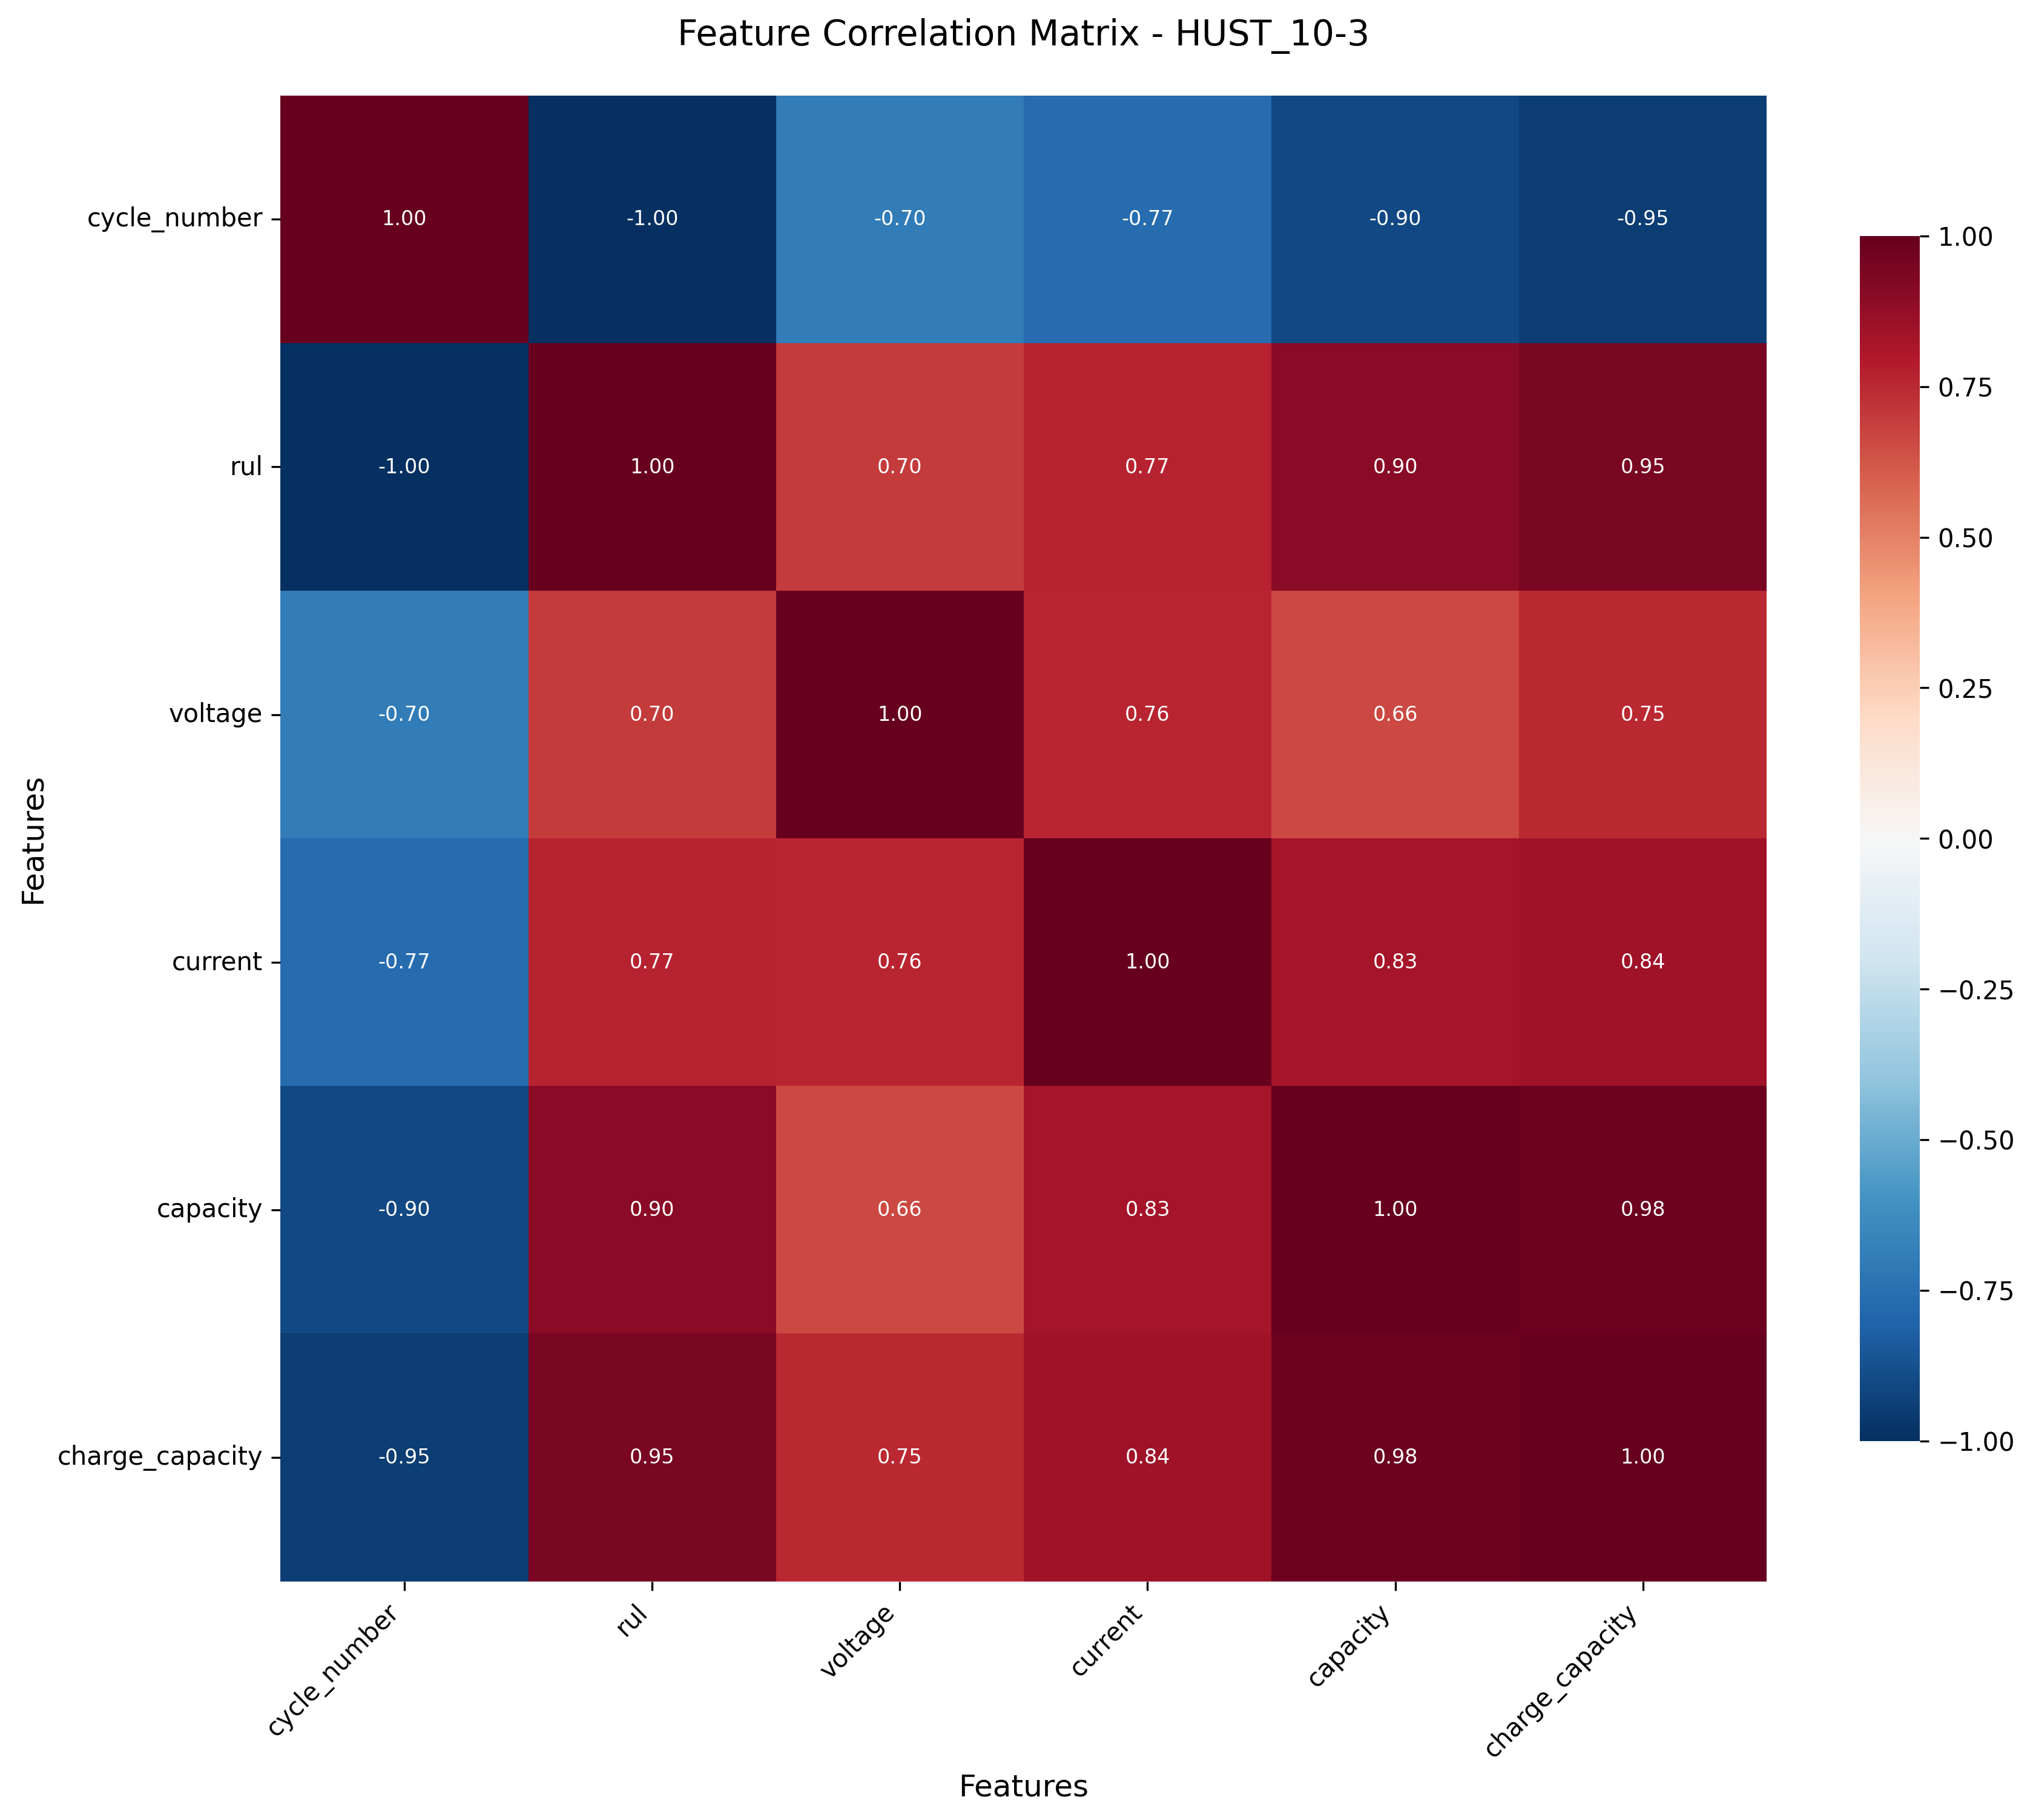 Feature Correlation Matrix - HUST_10-3
cycle_number 1.00 -1.00 -0.70 -0.77 -0.90 -0.95
rul -1.00 1.00 0.70 0.77 0.90 0.95
voltage -0.70 0.70 1.00 0.76 0.66 0.75
current -0.77 0.77 0.76 1.00 0.83 0.84
capacity -0.90 0.90 0.66 0.83 1.00 0.98
charge_capacity -0.95 0.95 0.75 0.84 0.98 1.00
Features
cycle_number rul voltage current capacity charge_capacity
Features
1.00
0.75
0.50
0.25
0.00
−0.25
−0.50
−0.75
−1.00